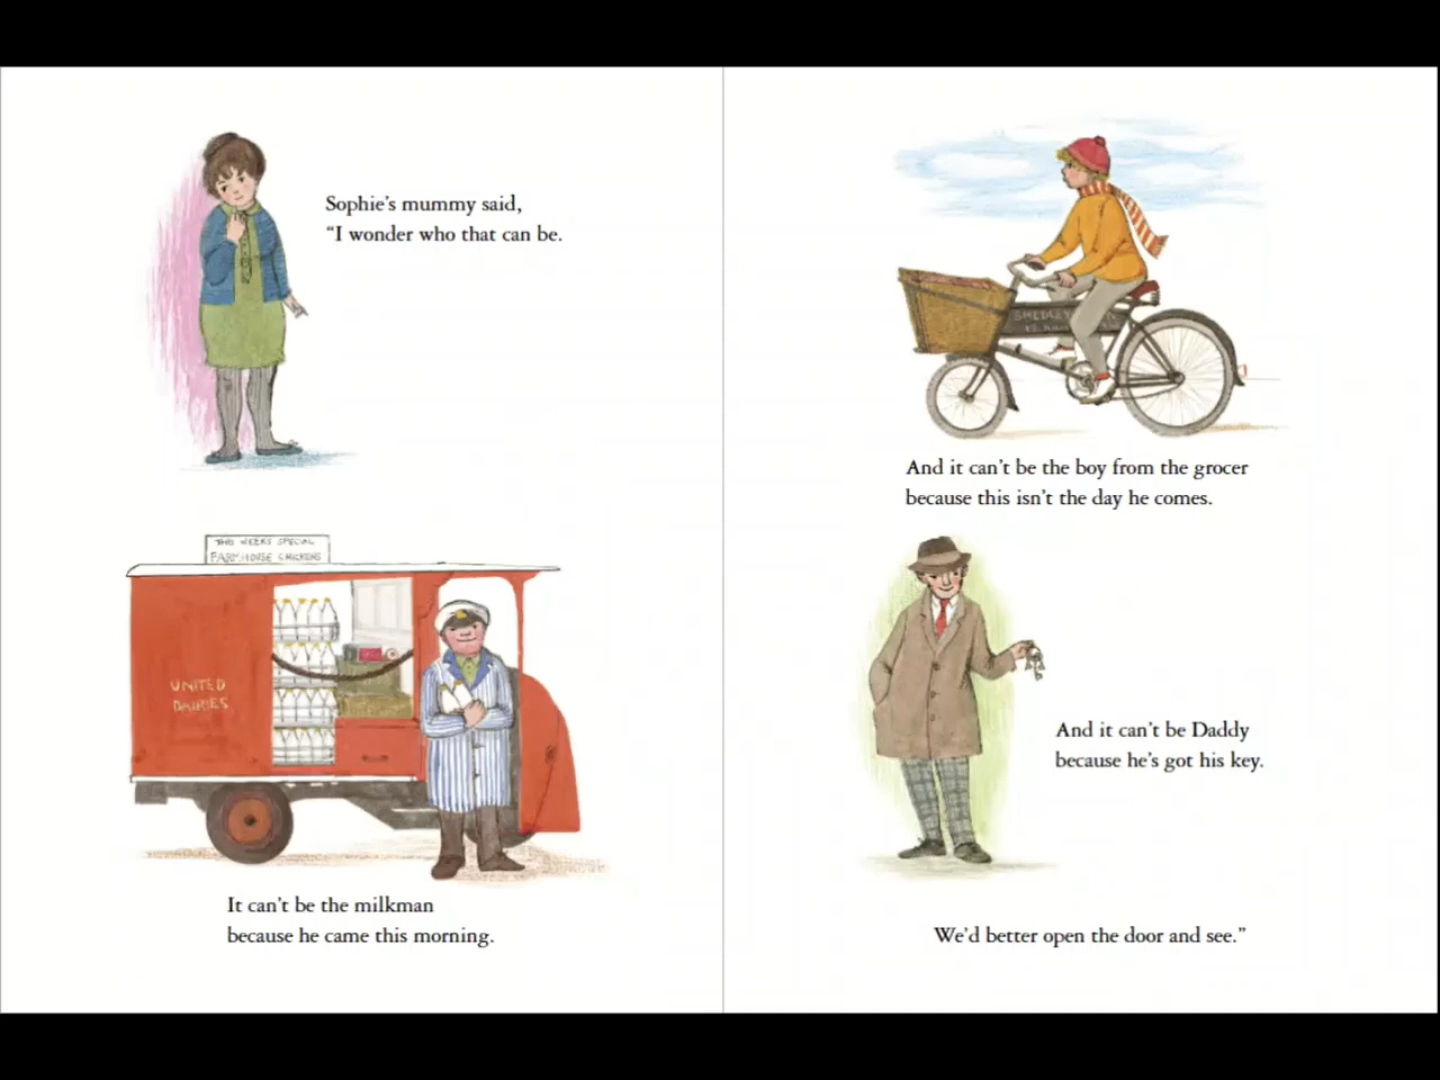 Sophie's mummy said,
“I wonder who that can be.
THIS WEEKS SPECIAL
FARMHOUSE CHICKENS
UNITED
DAIRIES
It can't be the milkman
because he came this morning.
And it can't be the boy from the grocer
because this isn't the day he comes.
And it can't be Daddy
because he's got his key.
We'd better open the door and see.”